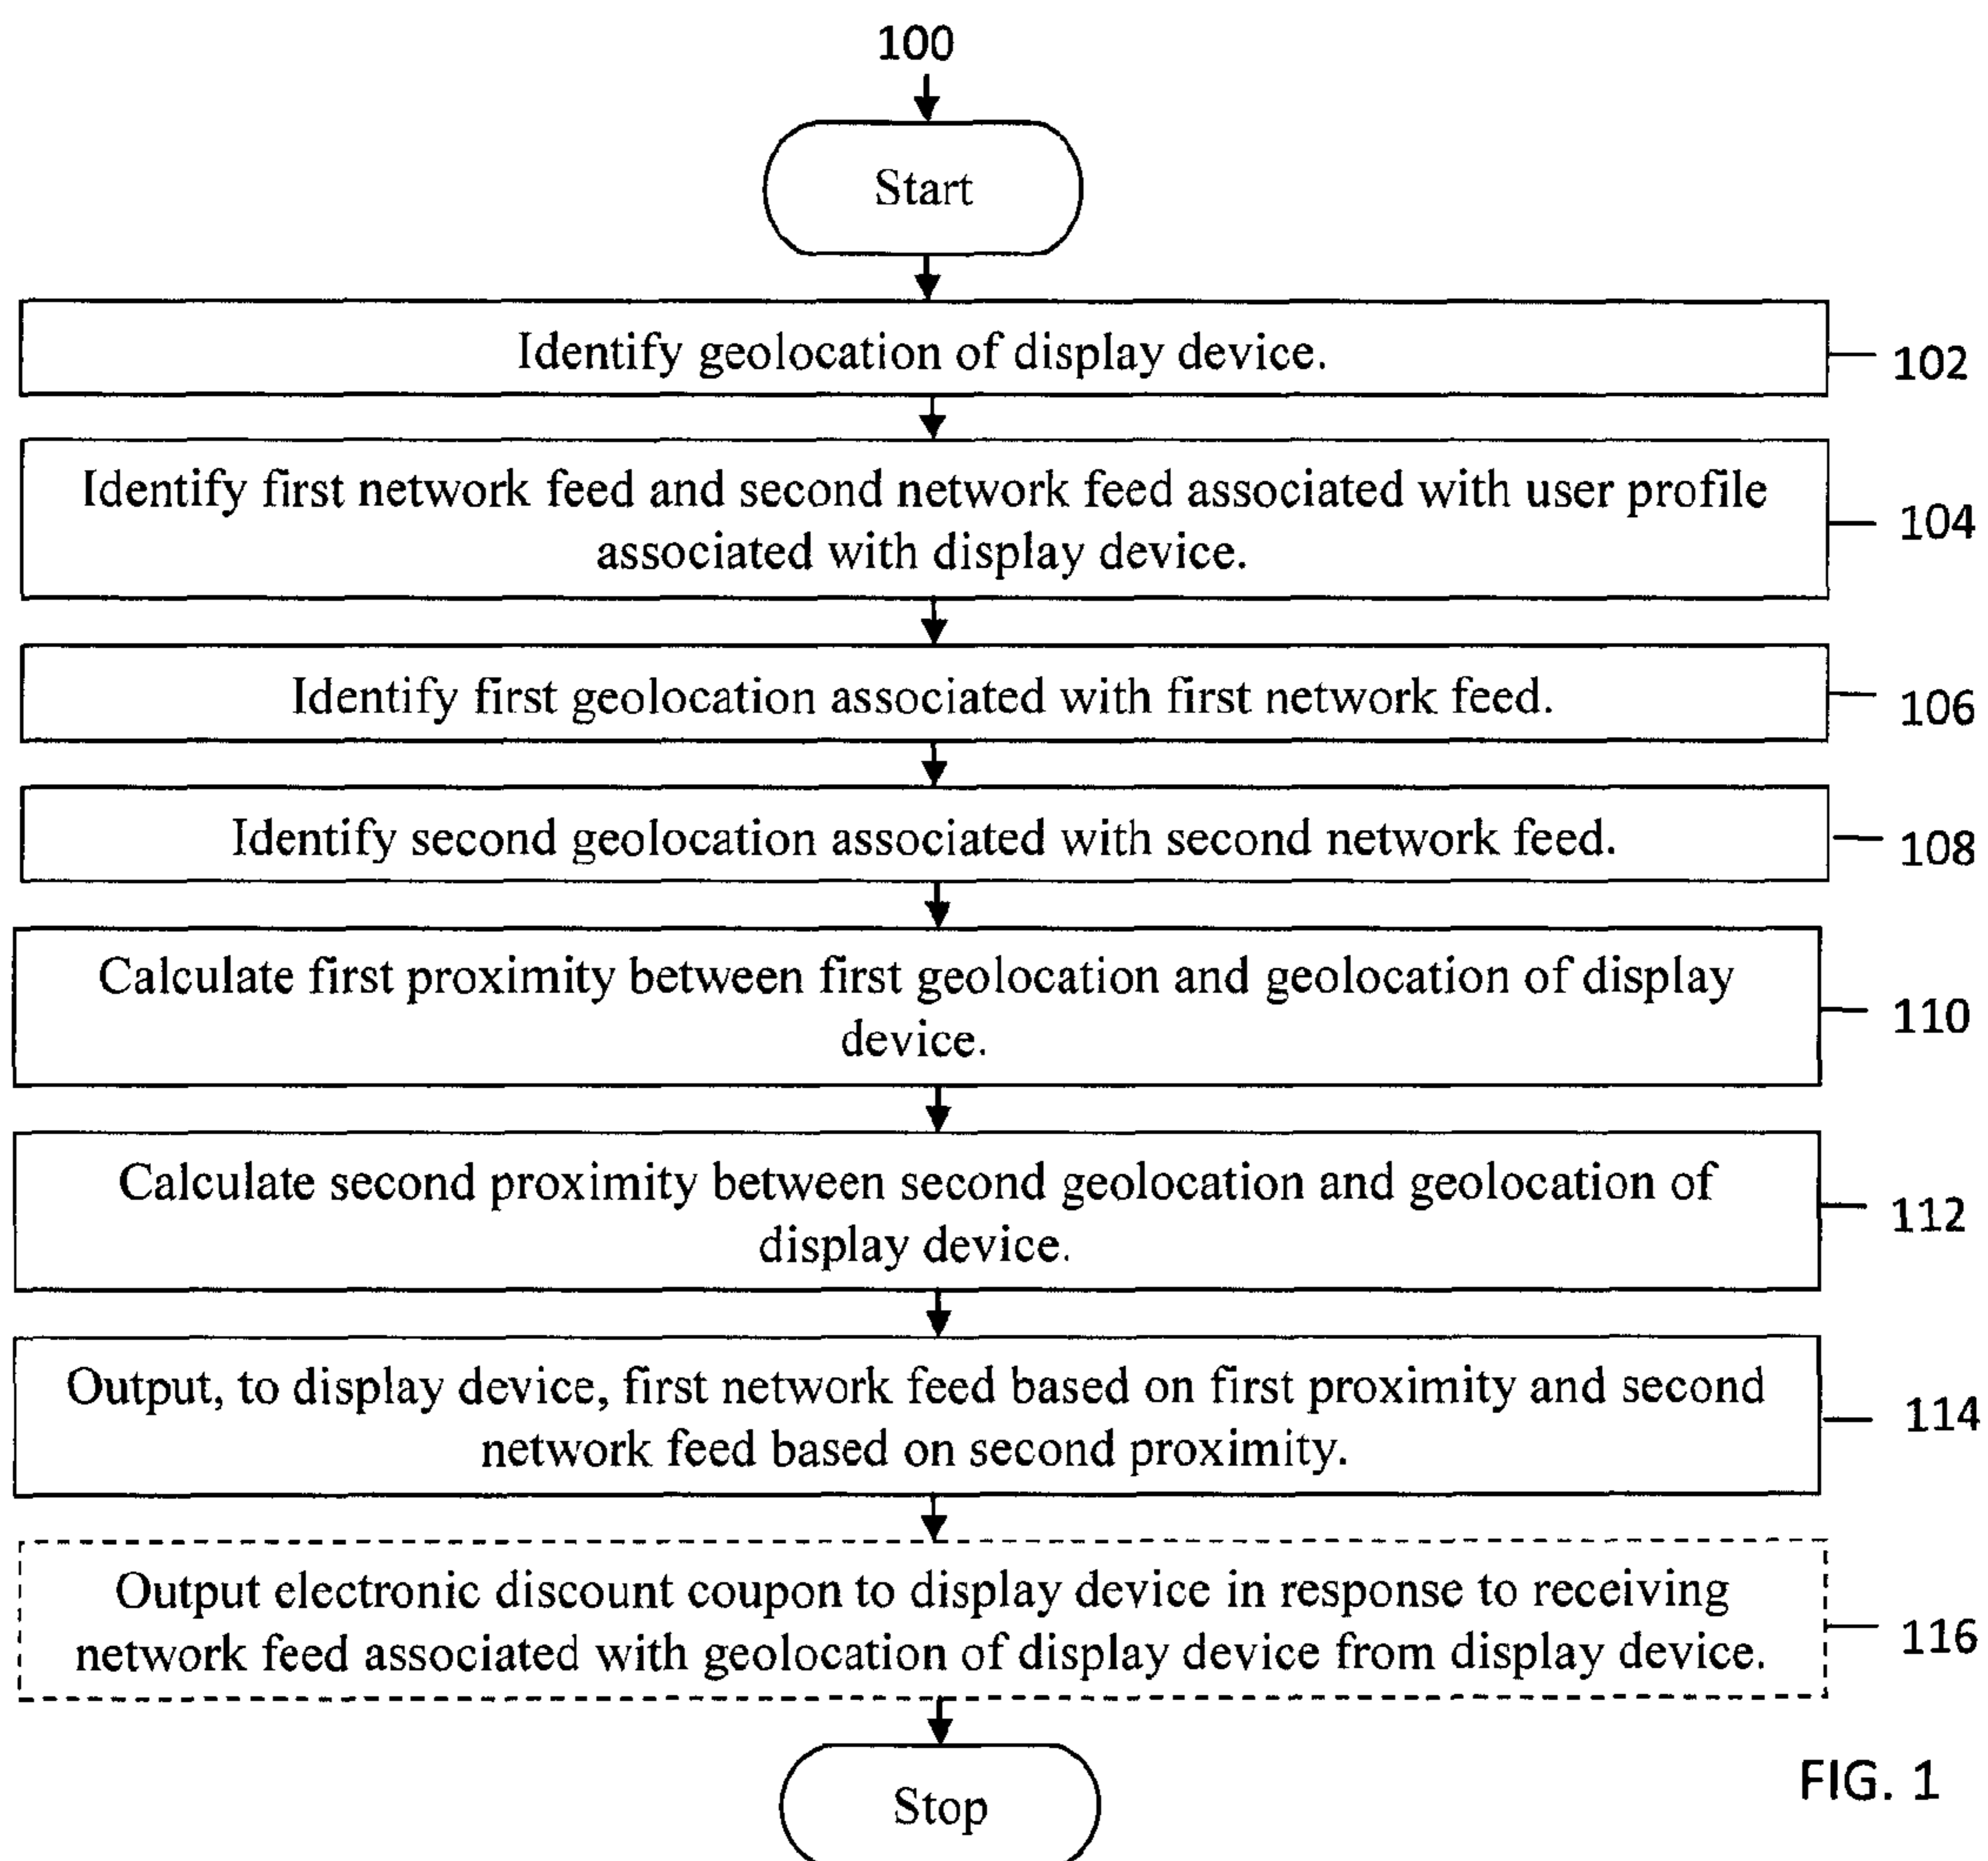 100
Start
Identify geolocation of display device.
102
Identify first network feed and second network feed associated with user profile
associated with display device.
104
Identify first geolocation associated with first network feed.
106
Identify second geolocation associated with second network feed.
108
Calculate first proximity between first geolocation and geolocation of display
device.
110
Calculate second proximity between second geolocation and geolocation of
display device.
112
Output, to display device, first network feed based on first proximity and second
network feed based on second proximity.
114
Output electronic discount coupon to display device in response to receiving
network feed associated with geolocation of display device from display device.
116
Stop
FIG. 1